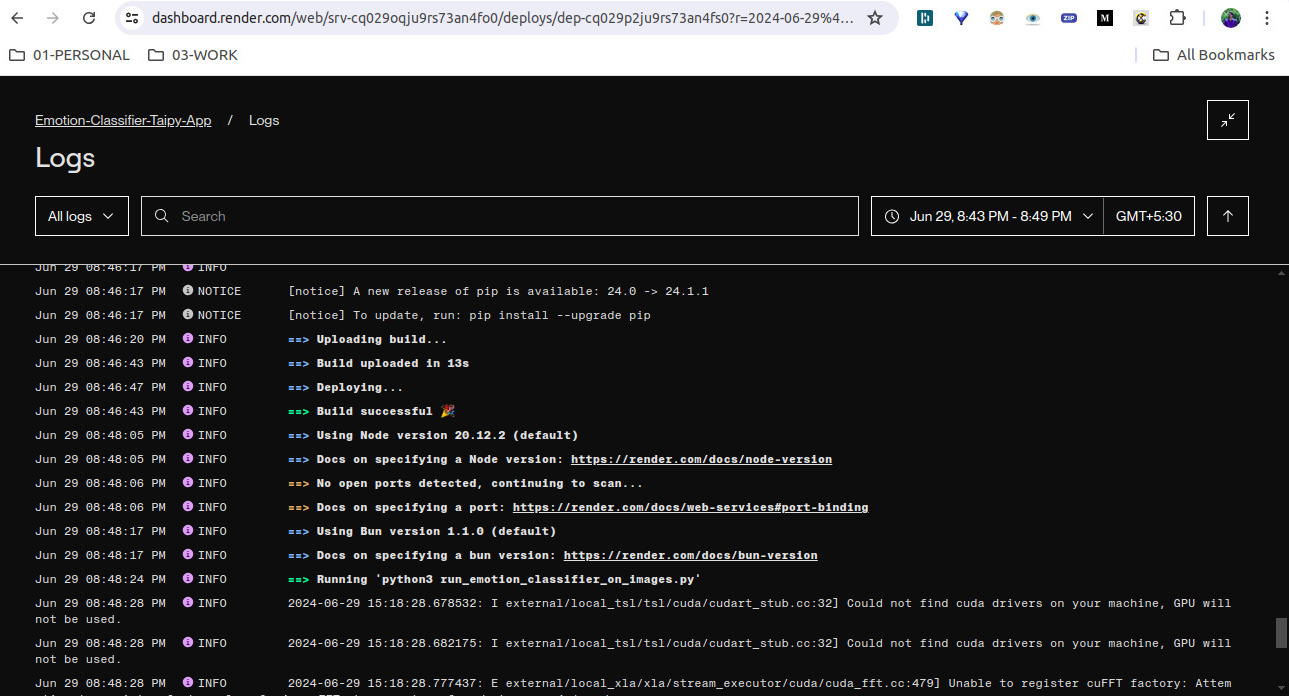 dashboard.render.com/web/srv-cq029oqju9rs73an4fo0/deploys/dep-cq029p2ju9rs73an4fs0?r=2024-06-29%4...
ZIP
M
01-PERSONAL
03-WORK
All Bookmarks
Emotion-Classifier-Taipy-App / Logs
Logs
All logs
Search
Jun 29, 8:43 PM - 8:49 PM
GMT+5:30
Jun 29 08:46:17 PM INFO
Jun 29 08:46:17 PM NOTICE [notice] A new release of pip is available: 24.0 -> 24.1.1
Jun 29 08:46:17 PM NOTICE [notice] To update, run: pip install --upgrade pip
Jun 29 08:46:20 PM INFO ==> Uploading build...
Jun 29 08:46:43 PM INFO ==> Build uploaded in 13s
Jun 29 08:46:47 PM INFO ==> Deploying...
Jun 29 08:46:43 PM INFO ==> Build successful 🎉
Jun 29 08:48:05 PM INFO ==> Using Node version 20.12.2 (default)
Jun 29 08:48:05 PM INFO ==> Docs on specifying a Node version: https://render.com/docs/node-version
Jun 29 08:48:06 PM INFO ==> No open ports detected, continuing to scan...
Jun 29 08:48:06 PM INFO ==> Docs on specifying a port: https://render.com/docs/web-services#port-binding
Jun 29 08:48:17 PM INFO ==> Using Bun version 1.1.0 (default)
Jun 29 08:48:17 PM INFO ==> Docs on specifying a bun version: https://render.com/docs/bun-version
Jun 29 08:48:24 PM INFO ==> Running 'python3 run_emotion_classifier_on_images.py'
Jun 29 08:48:28 PM INFO 2024-06-29 15:18:28.678532: I external/local_tsl/tsl/cuda/cudart_stub.cc:32] Could not find cuda drivers on your machine, GPU will
not be used.
Jun 29 08:48:28 PM INFO 2024-06-29 15:18:28.682175: I external/local_tsl/tsl/cuda/cudart_stub.cc:32] Could not find cuda drivers on your machine, GPU will
not be used.
Jun 29 08:48:28 PM INFO 2024-06-29 15:18:28.777437: E external/local_xla/xla/stream_executor/cuda/cuda_fft.cc:479] Unable to register cuFFT factory: Attem